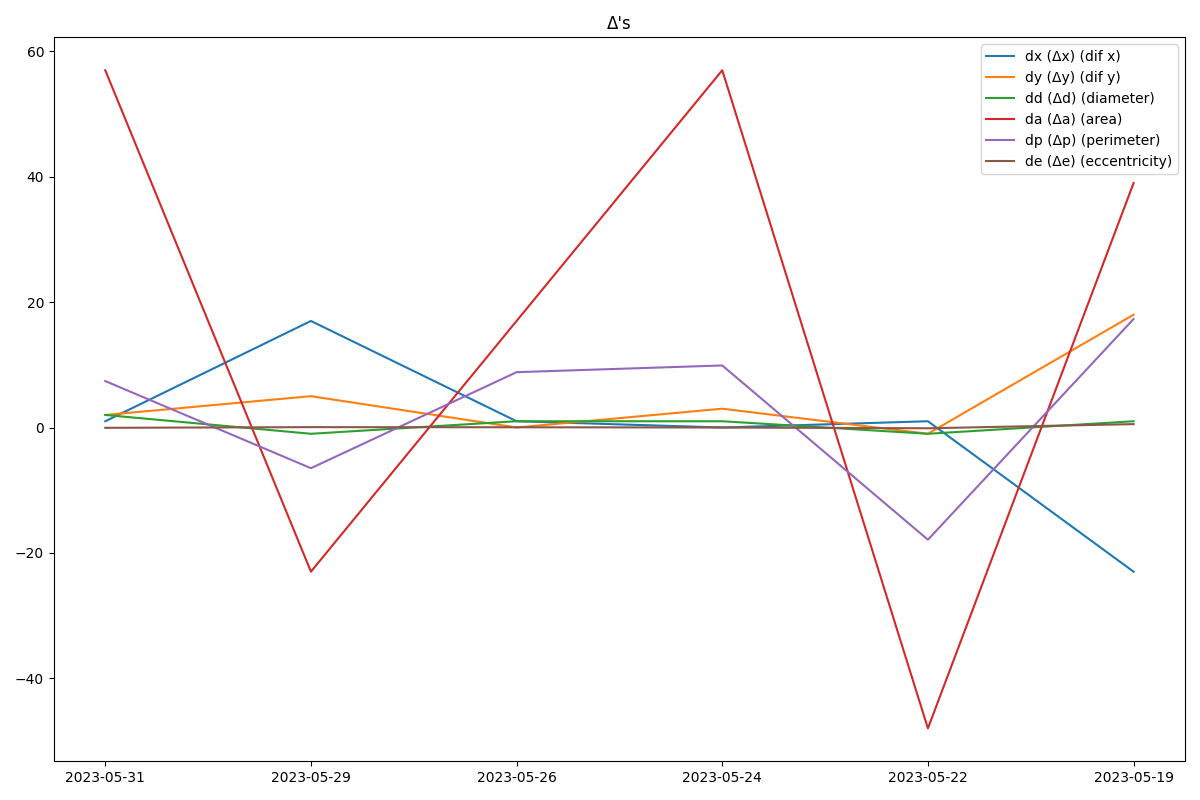 Δ's
dx (Δx) (dif x)
dy (Δy) (dif y)
dd (Δd) (diameter)
da (Δa) (area)
dp (Δp) (perimeter)
de (Δe) (eccentricity)
60
40
20
0
−20
−40
2023-05-31 2023-05-29 2023-05-26 2023-05-24 2023-05-22 2023-05-19